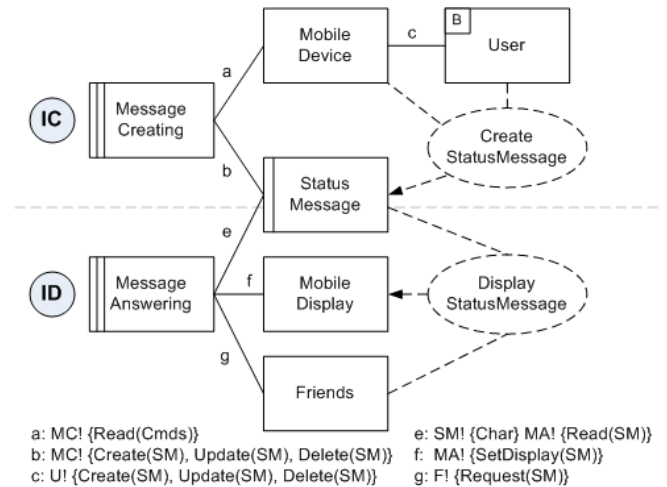 Mobile
Device
c
B
User
a
IC
Message
Creating
Create
StatusMessage
b
Status
Message
e
ID
Message
Answering
f
Mobile
Display
Display
StatusMessage
g
Friends
a: MC! {Read(Cmds)}
b: MC! {Create(SM), Update(SM), Delete(SM)}
c: U! {Create(SM), Update(SM), Delete(SM)}
e: SM! {Char} MA! {Read(SM)}
f: MA! {SetDisplay(SM)}
g: F! {Request(SM)}